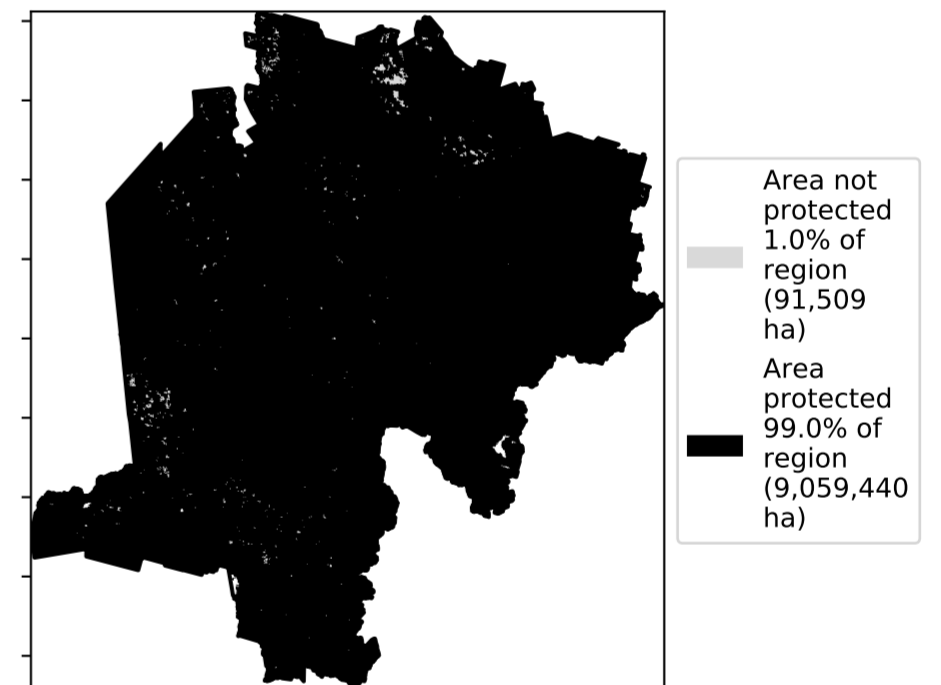 Area not
protected
1.0% of
region
(91,509
ha)
Area
protected
99.0% of
region
(9,059,440
ha)